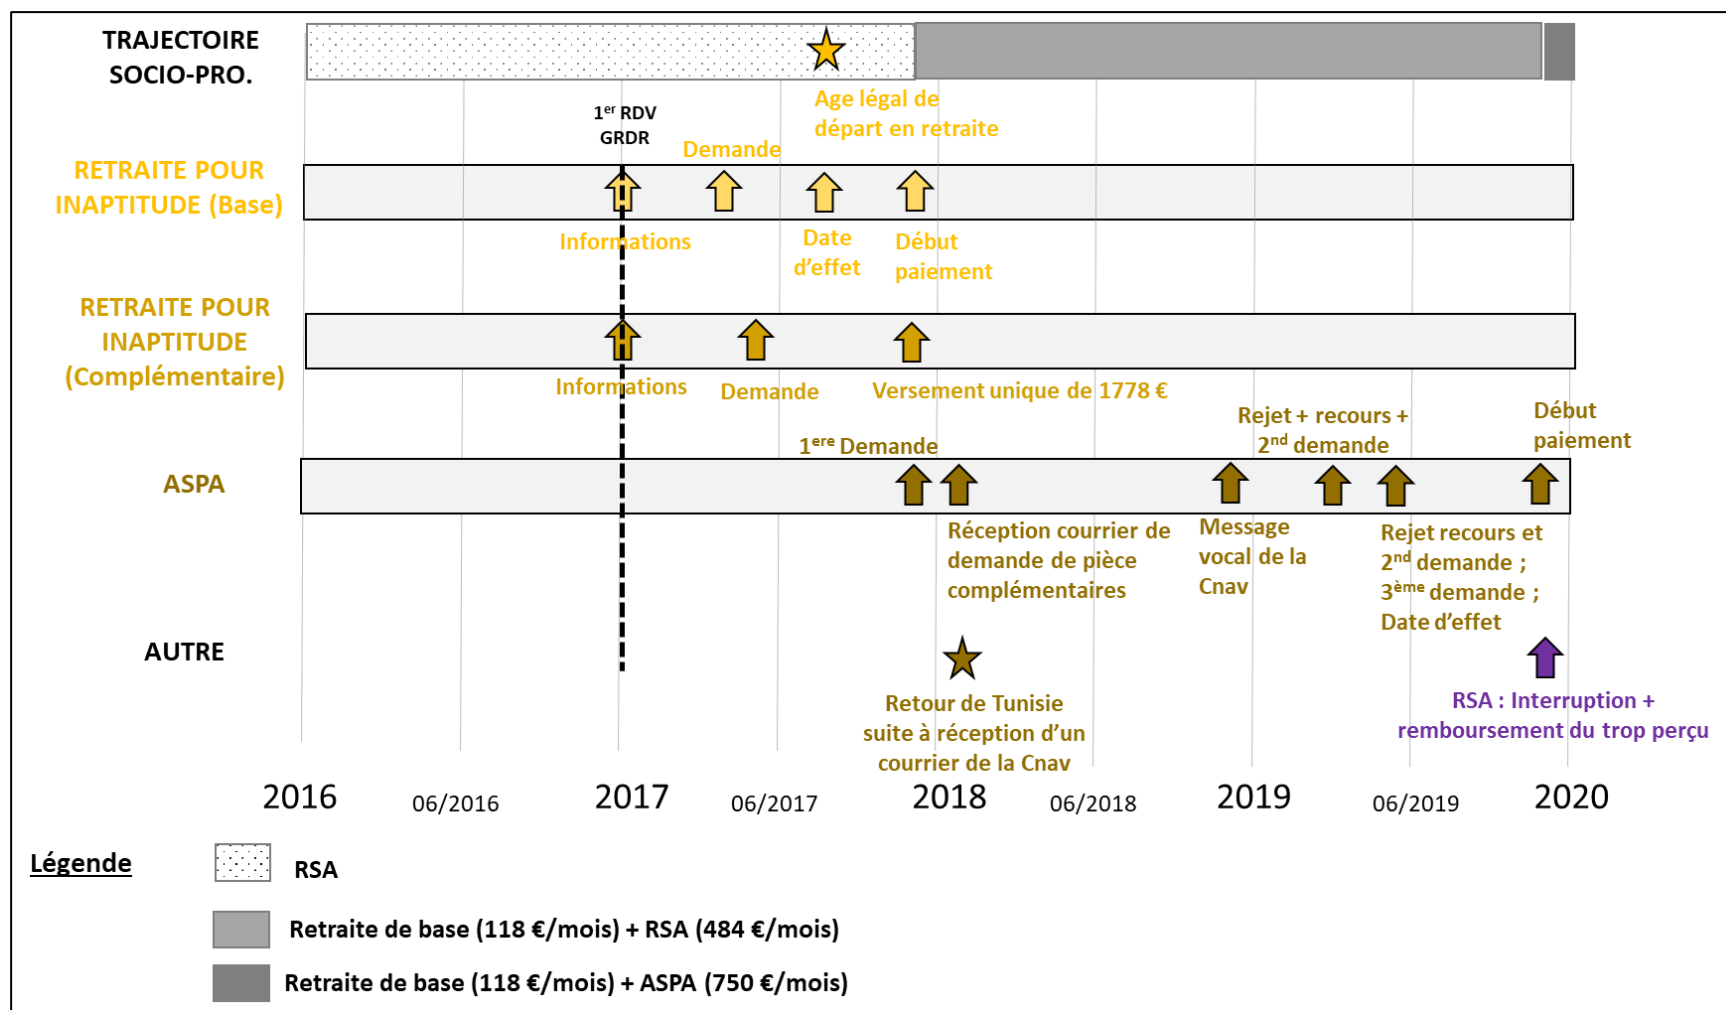 TRAJECTOIRE
SOCIO-PRO.
Age légal de
départ en retraite
1er RDV
GRDR
RETRAITE POUR
INAPTITUDE (Base)
Demande
Informations
Date
d'effet
Début
paiement
RETRAITE POUR
INAPTITUDE
(Complémentaire)
Informations
Demande
Versement unique de 1778 €
ASPA
1ere Demande
Réception courrier de
demande de pièce
complémentaires
Message
vocal de la
Cnav
Rejet + recours +
2nd demande
Rejet recours et
2nd demande ;
3ème demande ;
Date d'effet
Début
paiement
AUTRE
Retour de Tunisie
suite à réception d'un
courrier de la Cnav
RSA : Interruption +
remboursement du trop perçu
2016
06/2016
2017
06/2017
2018
06/2018
2019
06/2019
2020
Légende
RSA
Retraite de base (118 €/mois) + RSA (484 €/mois)
Retraite de base (118 €/mois) + ASPA (750 €/mois)